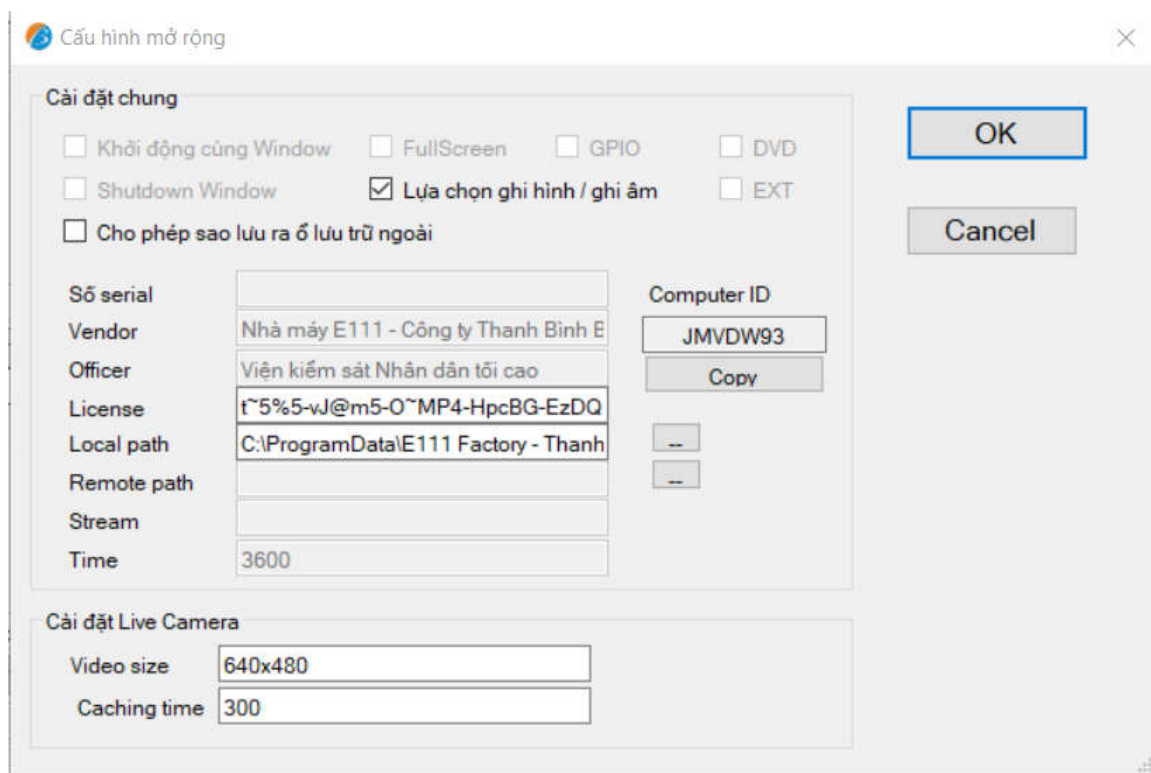 Cấu hình mở rộng
Cài đặt chung
OK
Khởi động cùng Window
FullScreen
GPIO
DVD
Shutdown Window
Lựa chọn ghi hình / ghi âm
EXT
Cho phép sao lưu ra ổ lưu trữ ngoài
Cancel
Số serial
Computer ID
Vendor
Nhà máy E111 - Công ty Thanh Bình B
JMVDW93
Officer
Viện kiểm sát Nhân dân tối cao
Copy
License
t~5%5-vJ@m5-O~MP4-HpcBG-EzDQ
Local path
C:\ProgramData\E111 Factory - Thanh
...
Remote path
...
Stream
Time
3600
Cài đặt Live Camera
Video size
640x480
Caching time
300